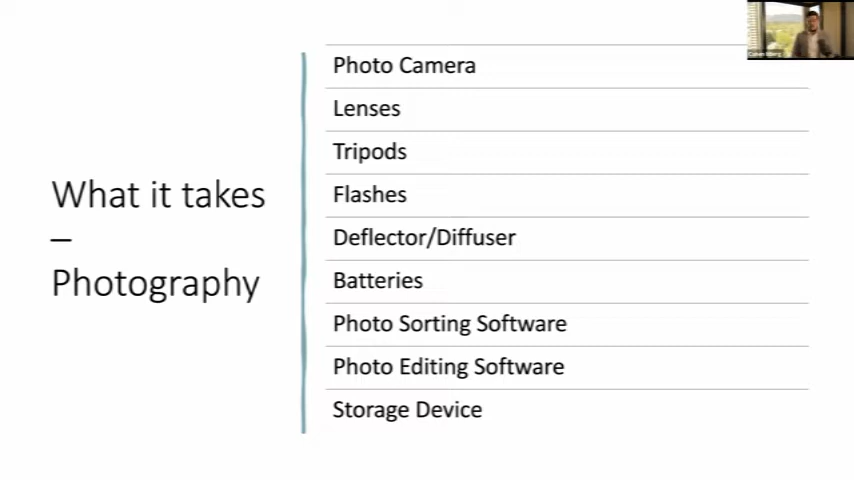 What it takes
–
Photography
Photo Camera
Lenses
Tripods
Flashes
Deflector/Diffuser
Batteries
Photo Sorting Software
Photo Editing Software
Storage Device